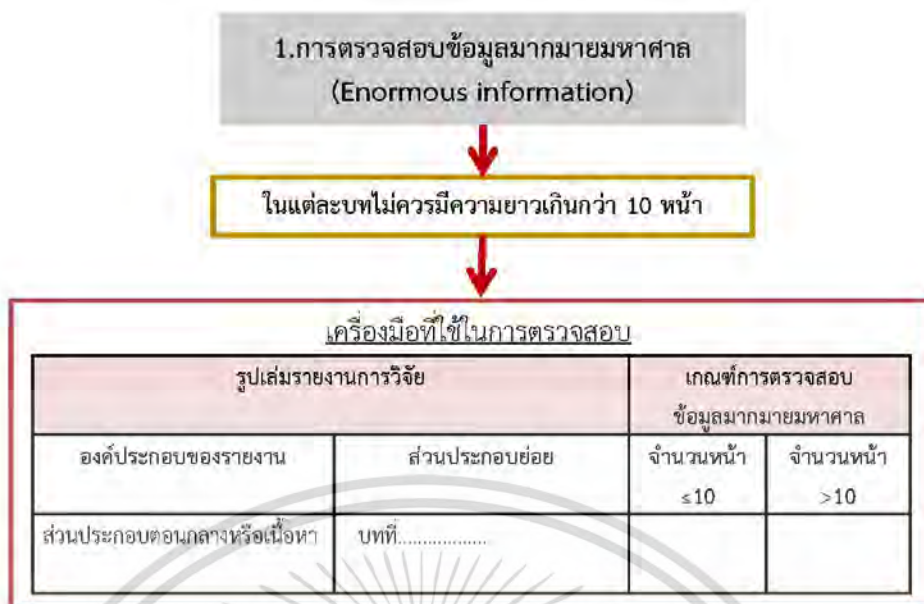 1.การตรวจสอบข้อมูลมากมายมหาศาล
(Enormous information)
ในแต่ละบทไม่ควรมีความยาวเกินกว่า 10 หน้า
เครื่องมือที่ใช้ในการตรวจสอบ
รูปเล่มรายงานการวิจัย
เกณฑ์การตรวจสอบ
ข้อมูลมากมายมหาศาล
องค์ประกอบของรายงาน
ส่วนประกอบย่อย
จำนวนหน้า
≤10
จำนวนหน้า
>10
ส่วนประกอบตอนกลางหรือเนื้อหา
บทที่..................